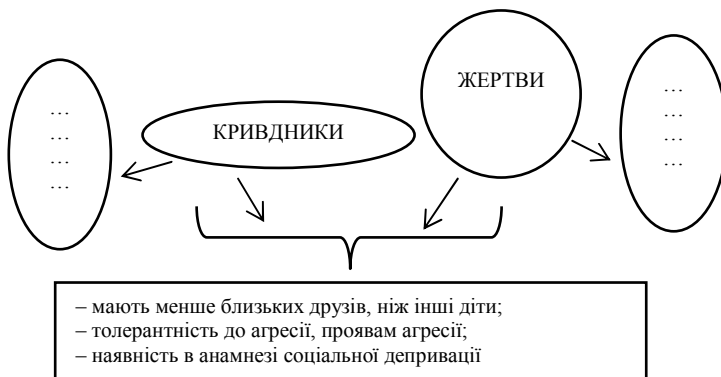 ЖЕРТВИ
КРИВДНИКИ
…
…
…
…
…
…
…
…
– мають менше близьких друзів, ніж інші діти;
– толерантність до агресії, проявам агресії;
– наявність в анамнезі соціальної депривації